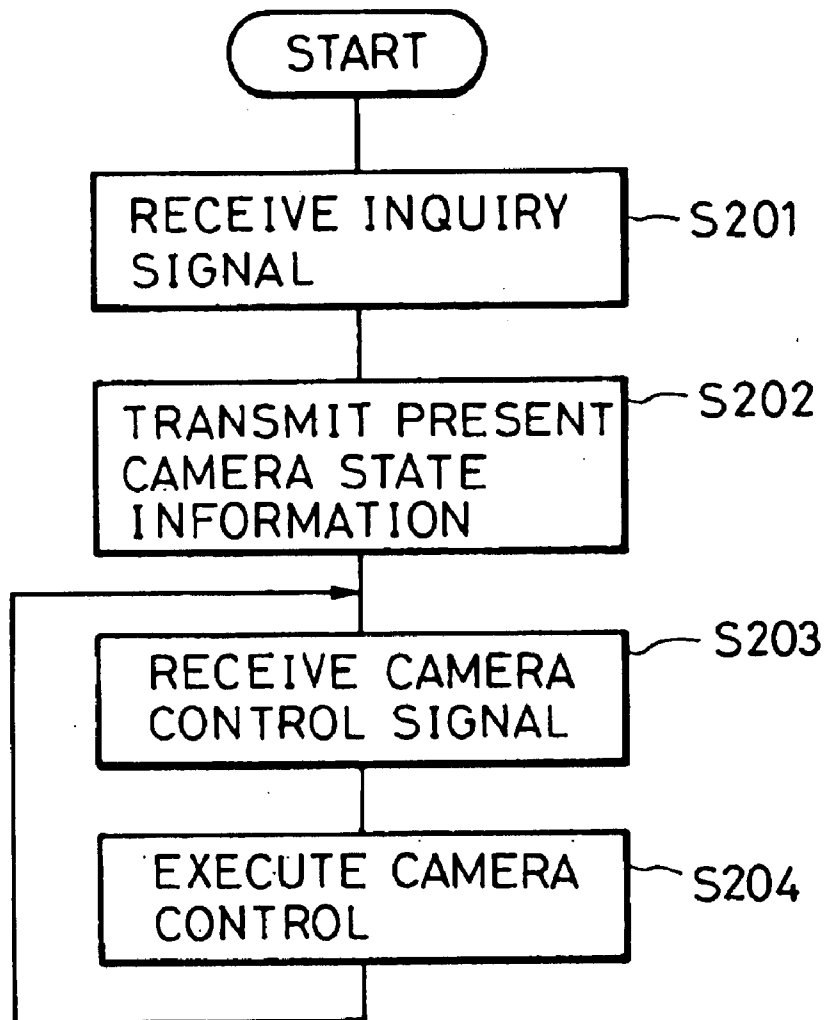 START
RECEIVE INQUIRY
SIGNAL
S201
TRANSMIT PRESENT
CAMERA STATE
INFORMATION
S202
RECEIVE CAMERA
CONTROL SIGNAL
S203
EXECUTE CAMERA
CONTROL
S204